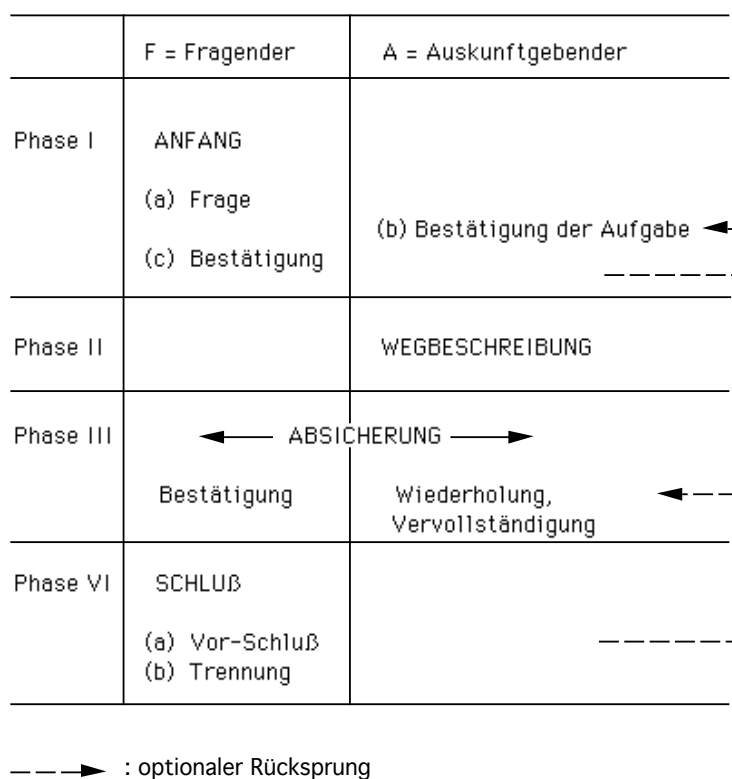 F = Fragender A = Auskunftgebender
Phase I ANFANG
(a) Frage
(b) Bestätigung der Aufgabe
(c) Bestätigung
Phase II WEGBESCHREIBUNG
Phase III ABSICHERUNG
Bestätigung Wiederholung,
Vervollständigung
Phase VI SCHLUß
(a) Vor-Schluß
(b) Trennung
: optionaler Rücksprung